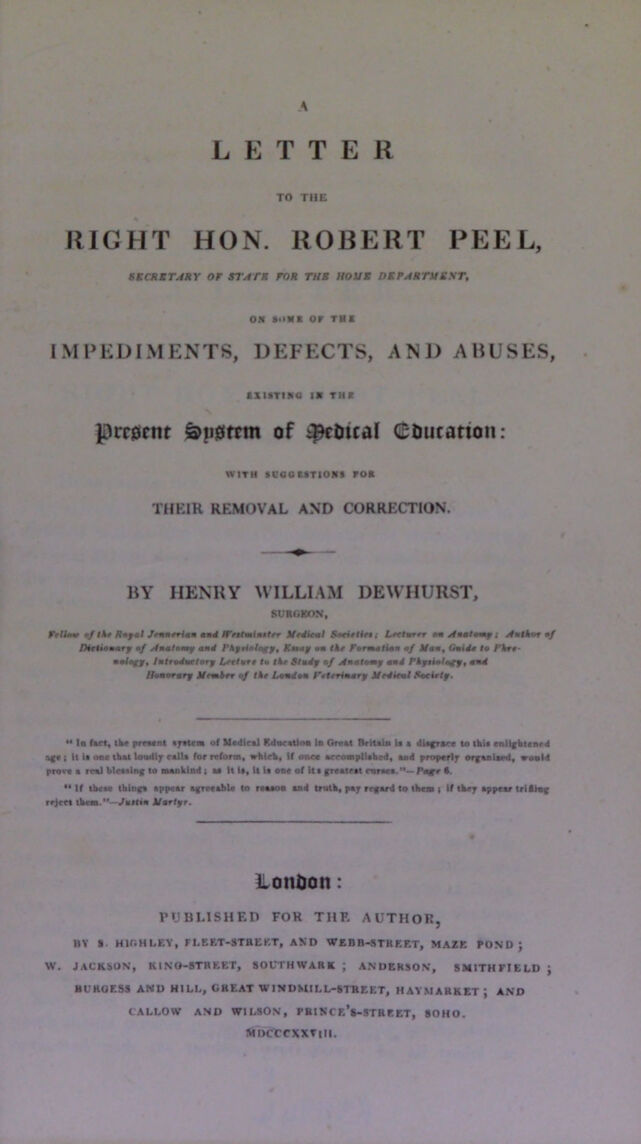 A
LETTER
TO THE
RIGHT HON. ROBERT PEEL,
SECRETARY OF STATE FOR THE HOME DEPARTMENT,
ON SOME OF THE
IMPEDIMENTS, DEFECTS, AND ABUSES,
EXISTING IN THE
Present System of Medical Education:
WITH SUGGESTIONS FOR
THEIR REMOVAL AND CORRECTION.
BY HENRY WILLIAM DEWHURST,
SURGEON,
Fellow of the Royal Jennerian and Westminster Medical Societies; Lecturer on Anatomy; Author of
Dictionary of Anatomy and Physiology, Essay on the Formation of Man, Guide to Phre-
nology, Introductory Lecture to the Study of Anatomy and Physiology, and
Honorary Member of the London Veterinary Medical Society.
"In fact, the present system of Medical Education in Great Britain is a disgrace to this enlightened
age; it is one that loudly calls for reform, which, if once accomplished, and properly organized, would
prove a real blessing to mankind; as it is, it is one of its greatest curses."—Page 6.
"If these things appear agreeable to reason and truth, pay regard to them; if they appear trifling
reject them."—Justin Martyr.
London:
PUBLISHED FOR THE AUTHOR,
BY S. HIGHLEY, FLEET-STREET, AND WEBB-STREET, MAZE POND;
W. JACKSON, KING-STREET, SOUTHWARK; ANDERSON, SMITHFIELD;
BURGESS AND HILL, GREAT WINDMILL-STREET, HAYMARKET; AND
CALLOW AND WILSON, PRINCE'S-STREET, SOHO.
MDCCCXXVIII.